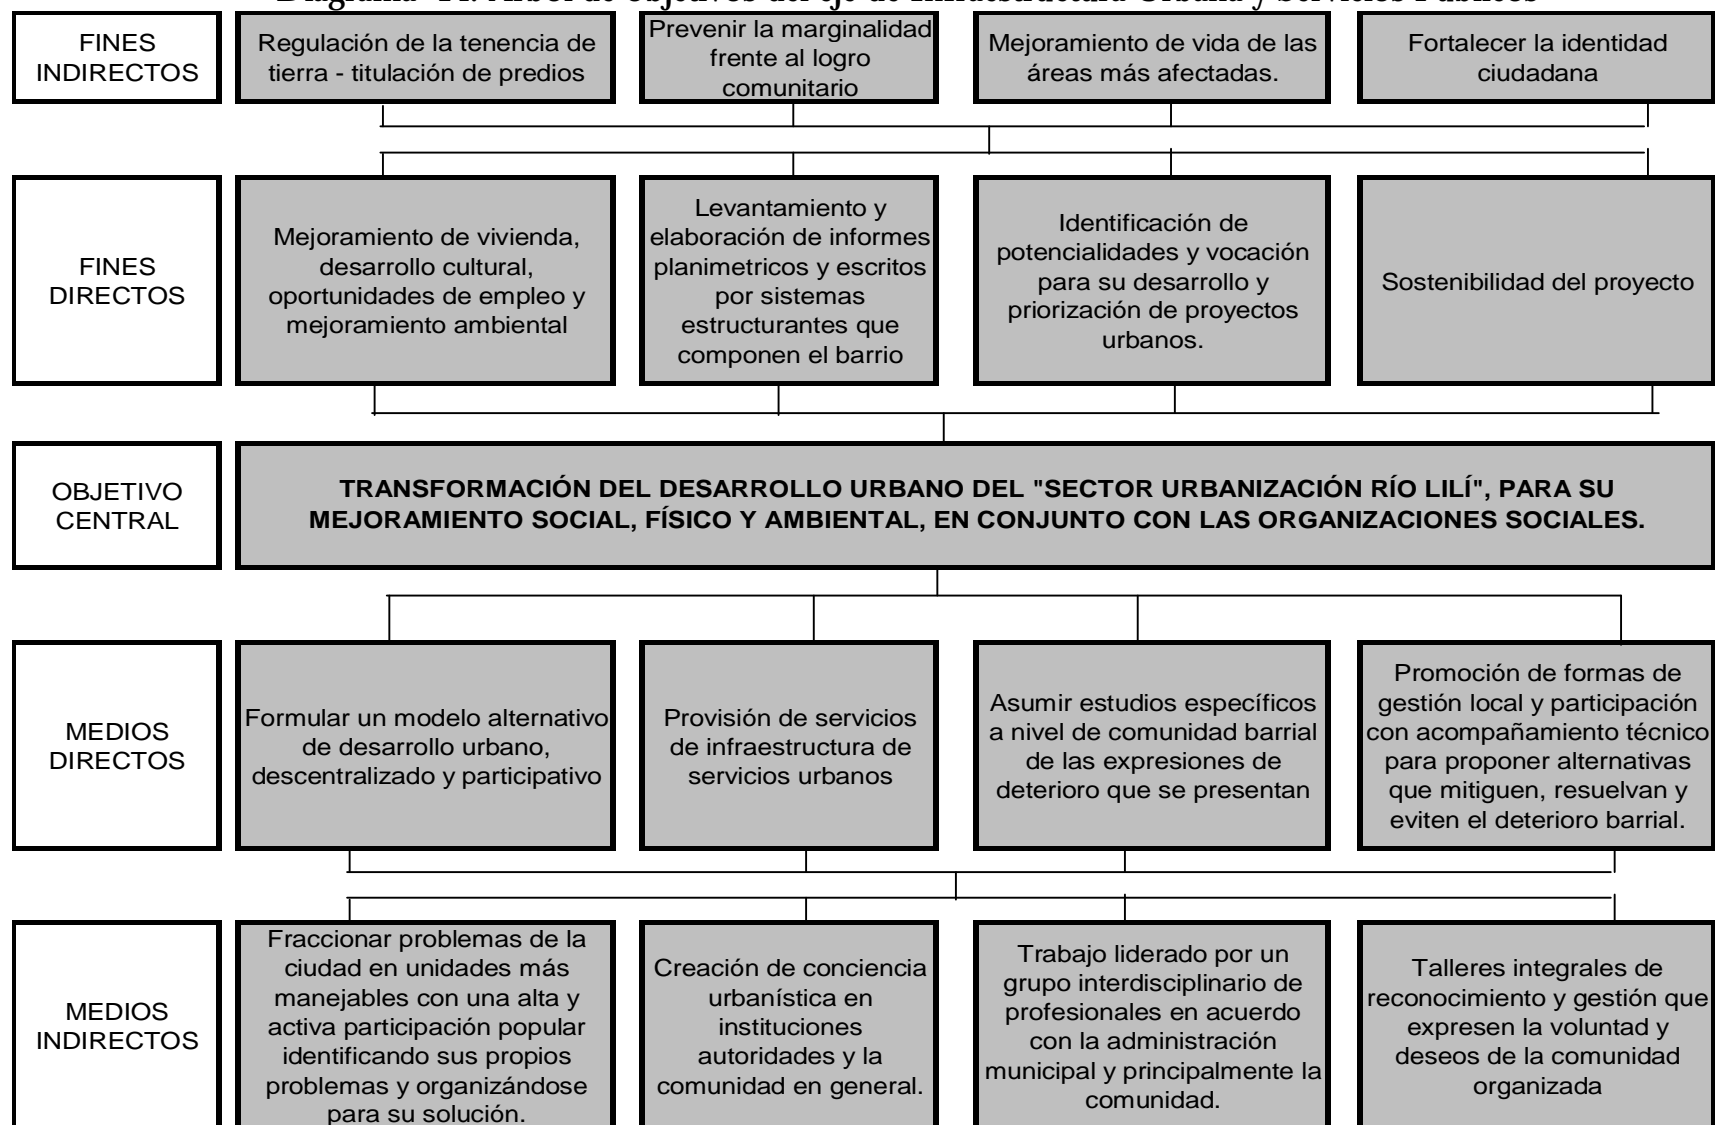 FINES
INDIRECTOS
Regulación de la tenencia de
tierra - titulación de predios
Prevenir la marginalidad
frente al logro
comunitario
Mejoramiento de vida de las
áreas más afectadas.
Fortalecer la identidad
ciudadana
FINES
DIRECTOS
Mejoramiento de vivienda,
desarrollo cultural,
oportunidades de empleo y
mejoramiento ambiental
Levantamiento y
elaboración de informes
planimetricos y escritos
por sistemas
estructurantes que
componen el barrio
Identificación de
potencialidades y vocación
para su desarrollo y
priorización de proyectos
urbanos.
Sostenibilidad del proyecto
OBJETIVO
CENTRAL
TRANSFORMACIÓN DEL DESARROLLO URBANO DEL "SECTOR URBANIZACIÓN RÍO LILÍ", PARA SU
MEJORAMIENTO SOCIAL, FÍSICO Y AMBIENTAL, EN CONJUNTO CON LAS ORGANIZACIONES SOCIALES.
MEDIOS
DIRECTOS
Formular un modelo alternativo
de desarrollo urbano,
descentralizado y participativo
Provisión de servicios
de infraestructura de
servicios urbanos
Asumir estudios específicos
a nivel de comunidad barrial
de las expresiones de
deterioro que se presentan
Promoción de formas de
gestión local y participación
con acompañamiento técnico
para proponer alternativas
que mitiguen, resuelvan y
eviten el deterioro barrial.
MEDIOS
INDIRECTOS
Fraccionar problemas de la
ciudad en unidades más
manejables con una alta y
activa participación popular
identificando sus propios
problemas y organizándose
para su solución.
Creación de conciencia
urbanística en
instituciones
autoridades y la
comunidad en general.
Trabajo liderado por un
grupo interdisciplinario de
profesionales en acuerdo
con la administración
municipal y principalmente la
comunidad.
Talleres integrales de
reconocimiento y gestión que
expresen la voluntad y
deseos de la comunidad
organizada